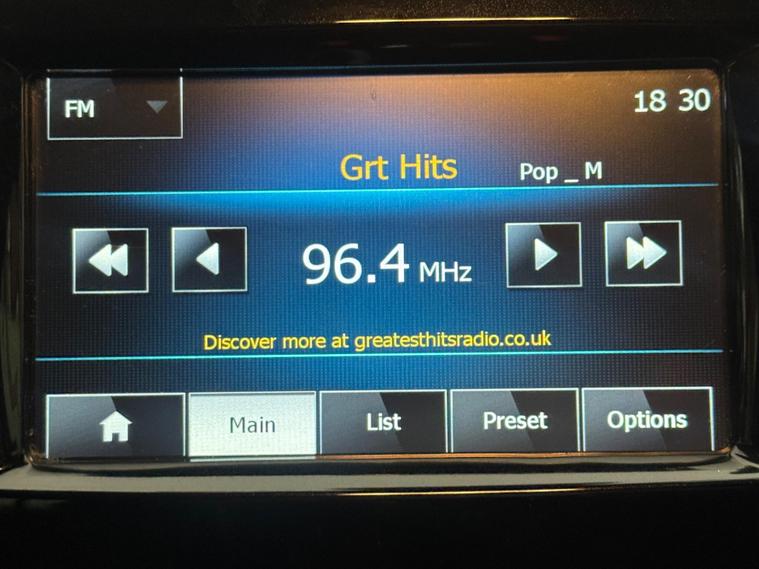 FM
18 30
Grt Hits
Pop _ M
96.4 MHz
Discover more at greatesthitsradio.co.uk
Main
List
Preset
Options